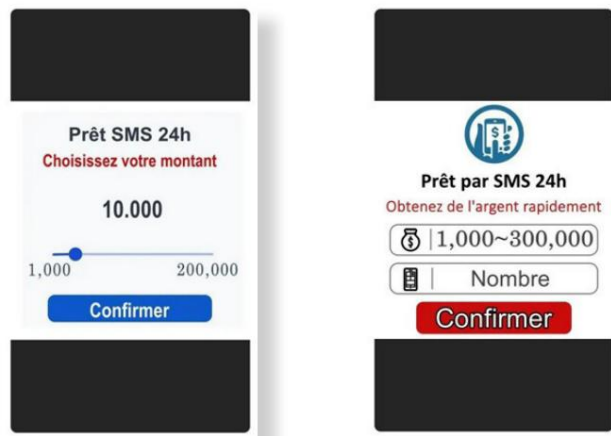 Prêt SMS 24h
Choisissez votre montant
10.000
1,000 200,000
Confirmer
$
Prêt par SMS 24h
Obtenez de l'argent rapidement
$ | 1,000~300,000
| Nombre
Confirmer